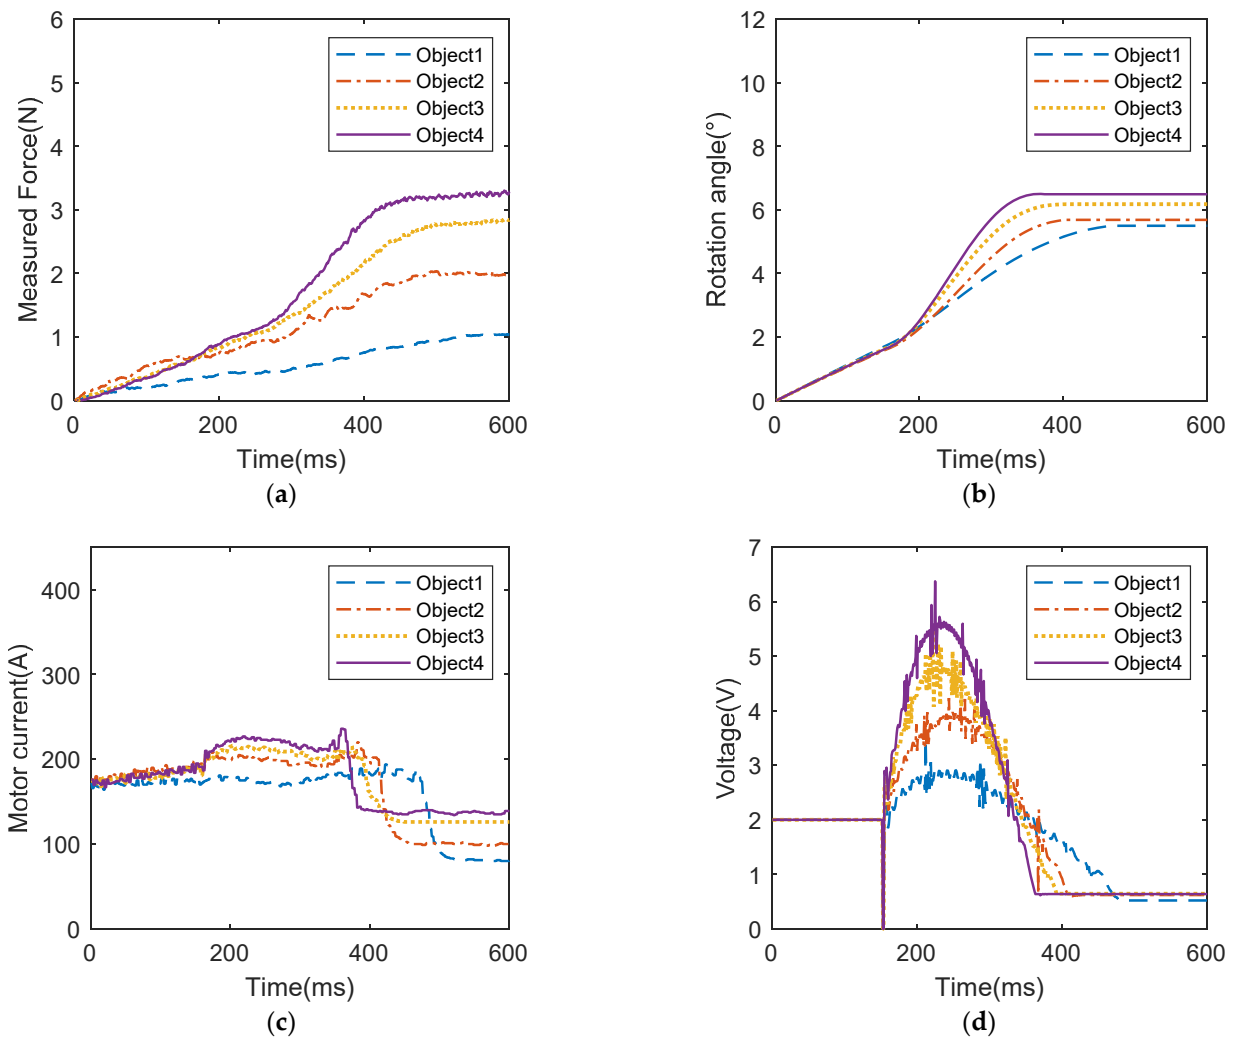 6
5
4
3
2
1
0
0 200 400 600
Measured Force(N)
Time(ms)
Object1
Object2
Object3
Object4
(a)
12
10
8
6
4
2
0
0 200 400 600
Rotation angle(°)
Time(ms)
Object1
Object2
Object3
Object4
(b)
400
300
200
100
0
0 200 400 600
Motor current(A)
Time(ms)
Object1
Object2
Object3
Object4
(c)
7
6
5
4
3
2
1
0
0 200 400 600
Voltage(V)
Time(ms)
Object1
Object2
Object3
Object4
(d)